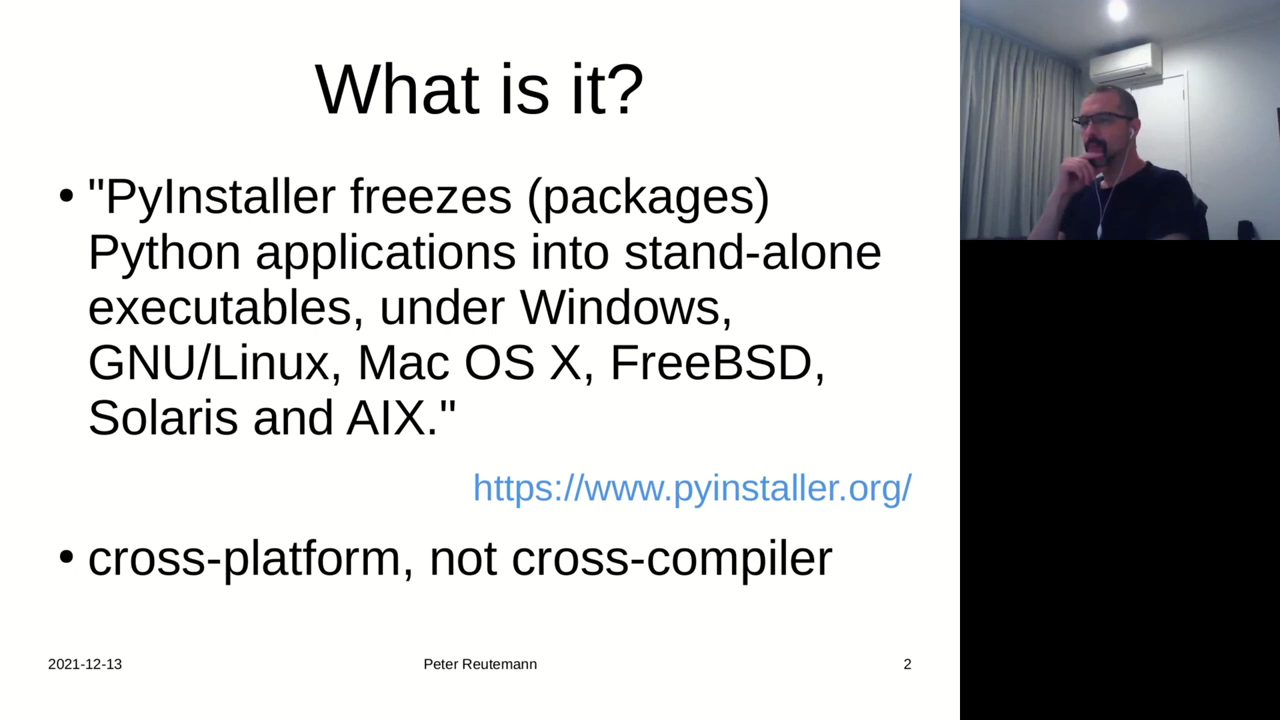 What is it?
• "PyInstaller freezes (packages)
Python applications into stand-alone
executables, under Windows,
GNU/Linux, Mac OS X, FreeBSD,
Solaris and AIX."
https://www.pyinstaller.org/
• cross-platform, not cross-compiler
2021-12-13 Peter Reutemann 2